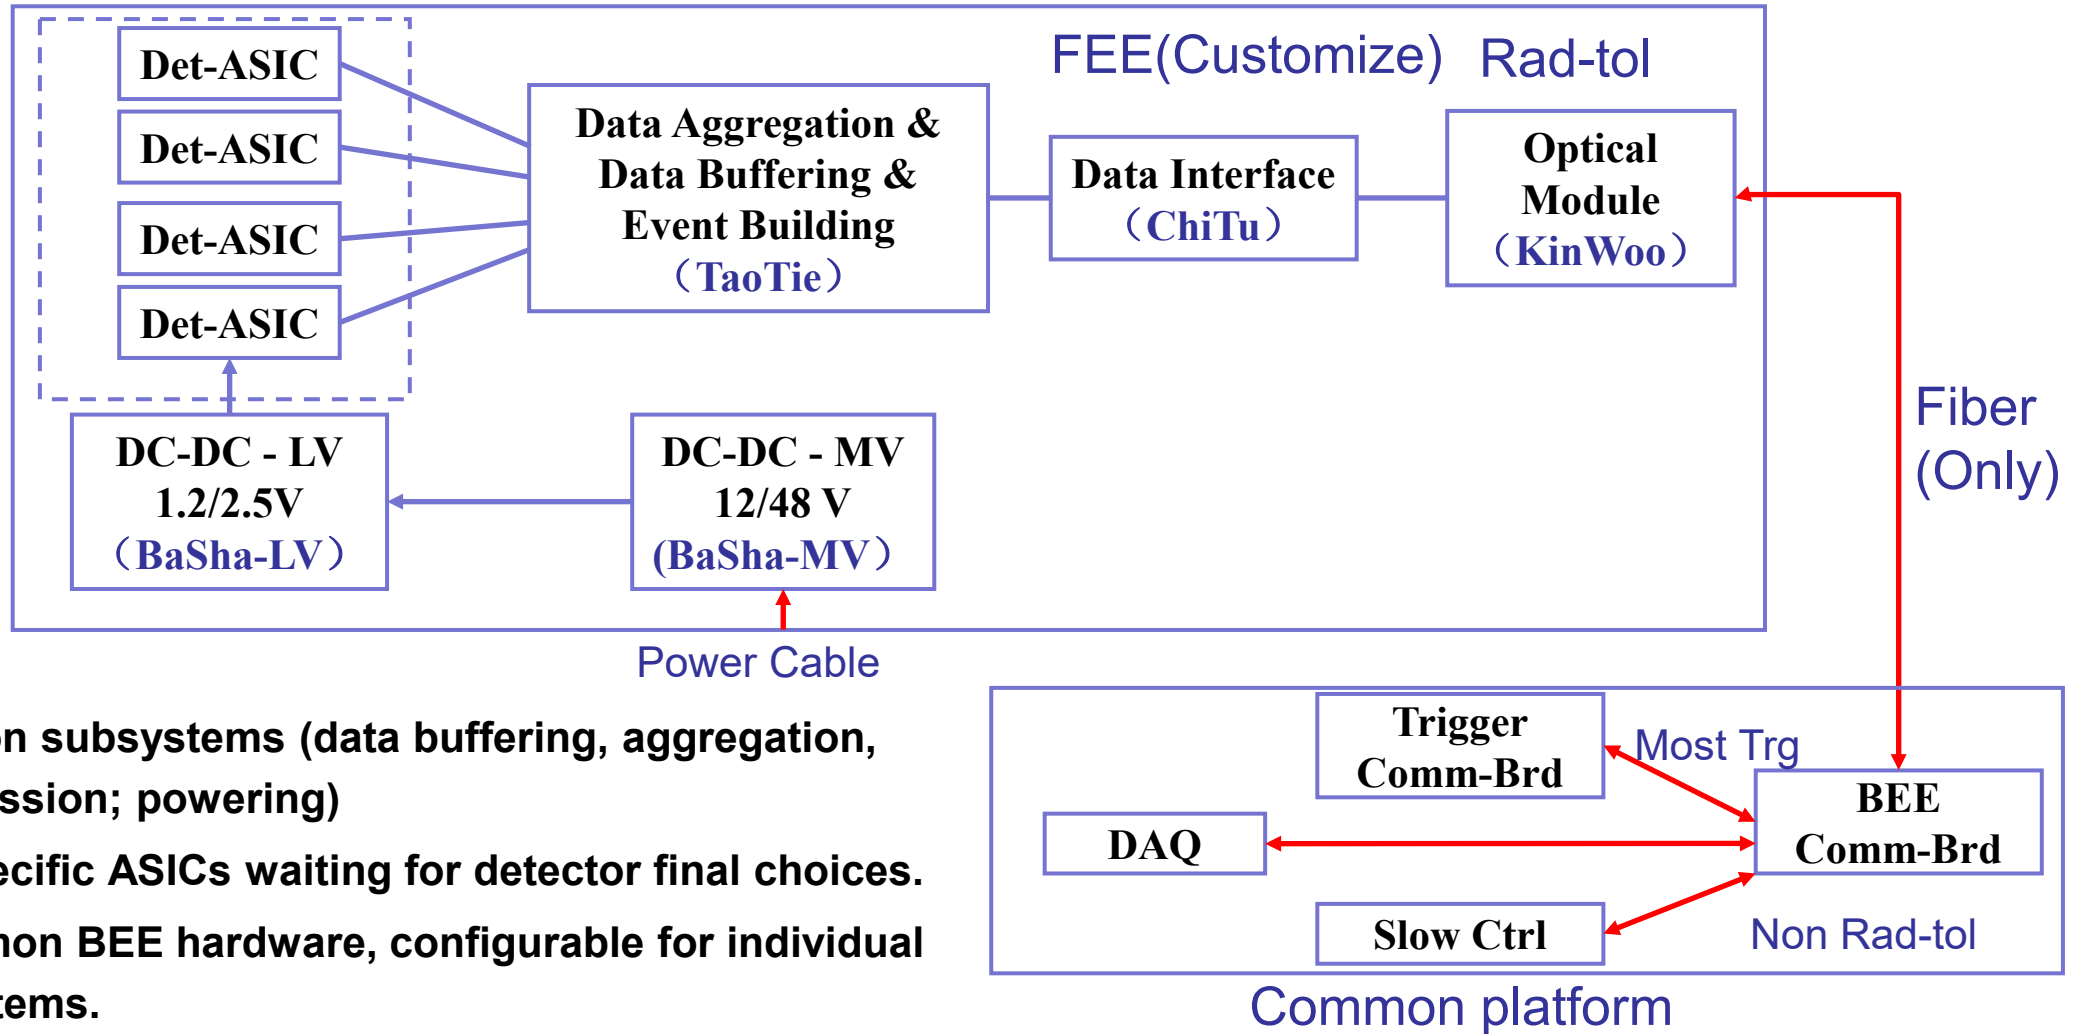 FEE(Customize) Rad-tol
Det-ASIC
Det-ASIC
Det-ASIC
Det-ASIC
Data Aggregation &
Data Buffering &
Event Building
（TaoTie）
Data Interface
（ChiTu）
Optical
Module
（KinWoo）
DC-DC - LV
1.2/2.5V
（BaSha-LV）
DC-DC - MV
12/48 V
(BaSha-MV）
Fiber
(Only)
Power Cable
on subsystems (data buffering, aggregation,
ssion; powering)
ecific ASICs waiting for detector final choices.
mon BEE hardware, configurable for individual
tems.
Trigger
Comm-Brd
Most Trg
DAQ
BEE
Comm-Brd
Slow Ctrl
Non Rad-tol
Common platform